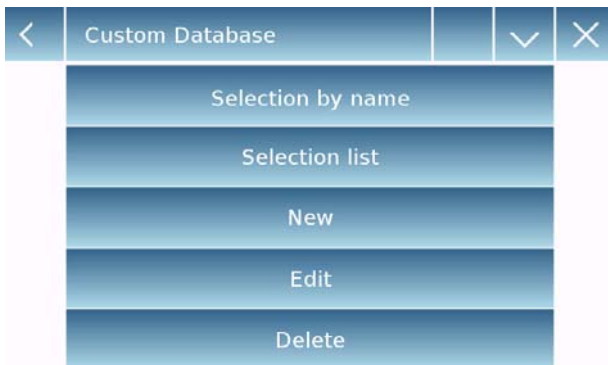 Custom Database
Selection by name
Selection list
New
Edit
Delete